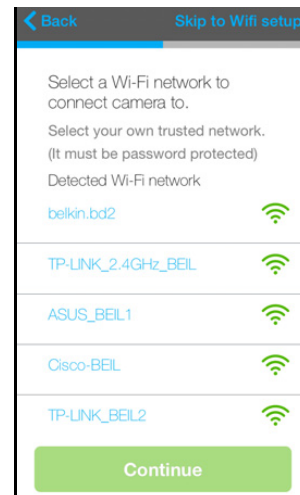 Back Skip to Wifi setup
Select a Wi-Fi network to
connect camera to.
Select your own trusted network.
(It must be password protected)
Detected Wi-Fi network
belkin.bd2
TP-LINK_2.4GHz_BEIL
ASUS_BEIL1
Cisco-BEIL
TP-LINK_BEIL2
Continue